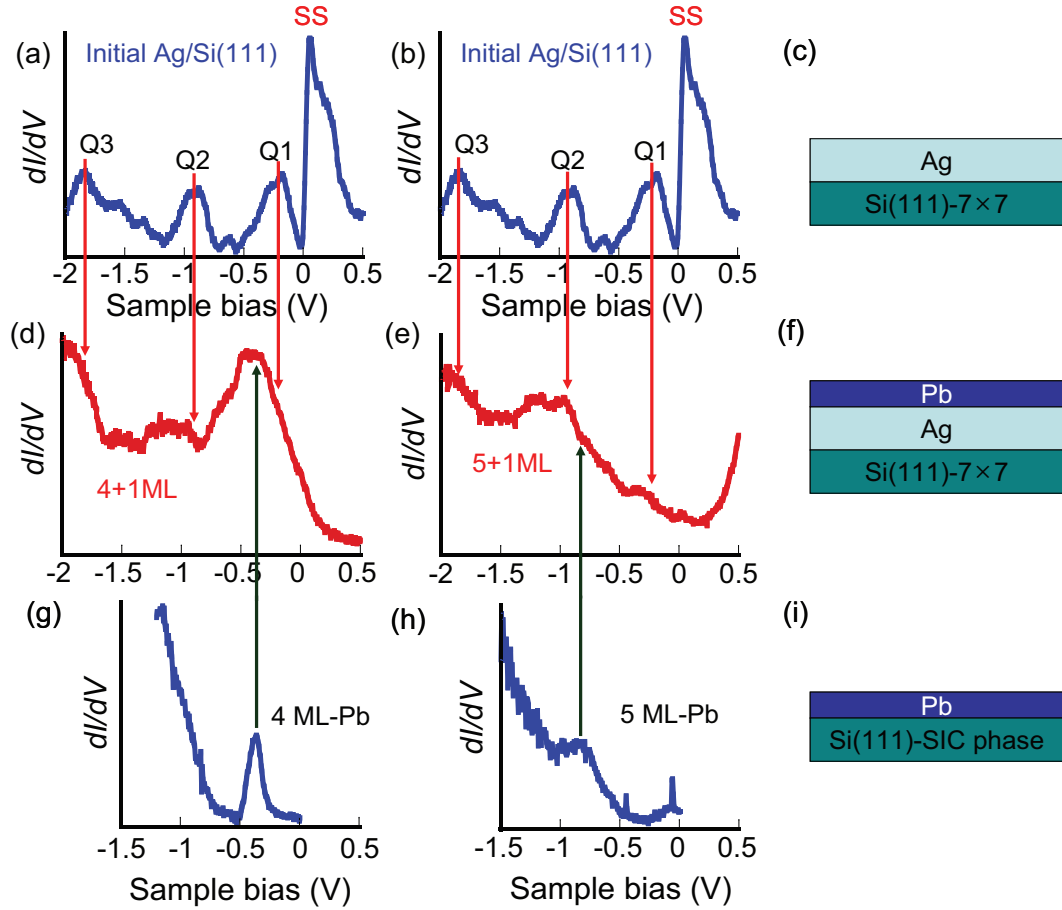 SS
SS
(a)
Initial Ag/Si(111)
(b)
Initial Ag/Si(111)
(c)
dI/dV
Q3
Q2
Q1
dI/dV
Q3
Q2
Q1
Ag
Si(111)-7×7
-2
-1.5
-1
-0.5
0
0.5
-2
-1.5
-1
-0.5
0
0.5
Sample bias (V)
Sample bias (V)
(d)
(e)
(f)
dI/dV
4+1ML
dI/dV
5+1ML
Pb
Ag
Si(111)-7×7
-2
-1.5
-1
-0.5
0
0.5
-2
-1.5
-1
-0.5
0
0.5
(g)
(h)
(i)
dI/dV
4 ML-Pb
dI/dV
5 ML-Pb
Pb
Si(111)-SIC phase
-1.5
-1
-0.5
0
0.5
-1.5
-1
-0.5
0
0.5
Sample bias (V)
Sample bias (V)